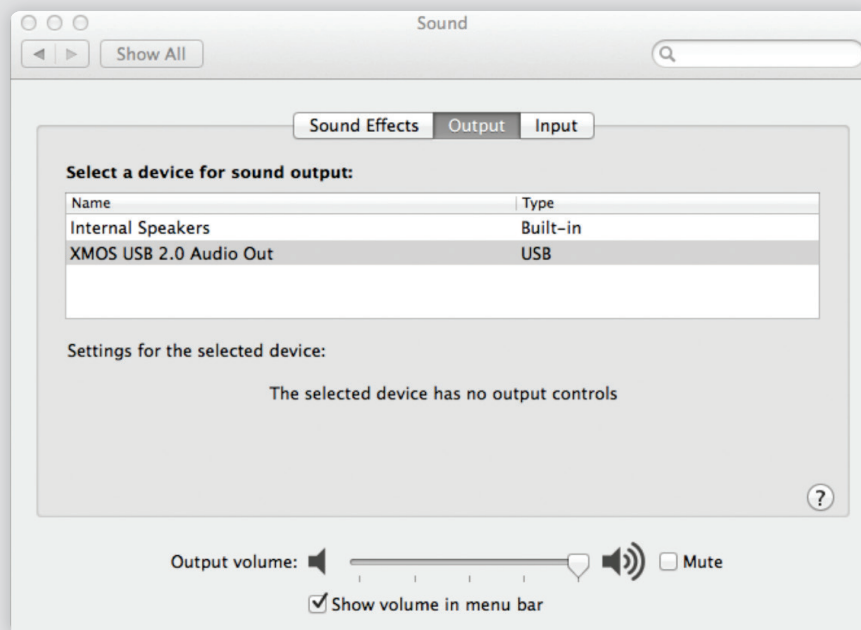 Sound
Show All
Sound Effects Output Input
Select a device for sound output:
Name Type
Internal Speakers Built-in
XMOS USB 2.0 Audio Out USB
Settings for the selected device:
The selected device has no output controls
?
Output volume: Mute
Show volume in menu bar